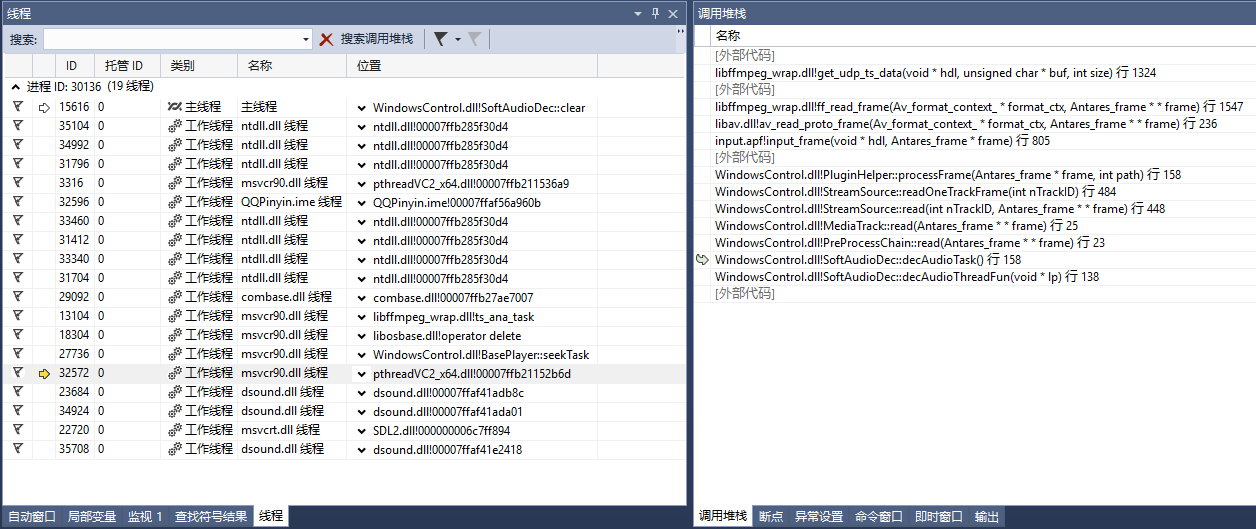 线程
搜索:
搜索调用堆栈
ID 托管 ID 类别 名称 位置
进程 ID: 30136 (19 线程)
15616 0 主线程 主线程 WindowsControl.dll!SoftAudioDec::clear
35104 0 工作线程 ntdll.dll 线程 ntdll.dll!00007ffb285f30d4
34992 0 工作线程 ntdll.dll 线程 ntdll.dll!00007ffb285f30d4
31796 0 工作线程 ntdll.dll 线程 ntdll.dll!00007ffb285f30d4
3316 0 工作线程 msvcr90.dll 线程 pthreadVC2_x64.dll!00007ffb211536a9
32596 0 工作线程 QQPinyin.ime 线程 QQPinyin.ime!00007ffaf56a960b
33460 0 工作线程 ntdll.dll 线程 ntdll.dll!00007ffb285f30d4
31412 0 工作线程 ntdll.dll 线程 ntdll.dll!00007ffb285f30d4
33340 0 工作线程 ntdll.dll 线程 ntdll.dll!00007ffb285f30d4
31704 0 工作线程 ntdll.dll 线程 ntdll.dll!00007ffb285f30d4
29092 0 工作线程 combase.dll 线程 combase.dll!00007ffb27ae7007
13104 0 工作线程 msvcr90.dll 线程 libffmpeg_wrap.dll!ts_ana_task
18304 0 工作线程 msvcr90.dll 线程 libosbase.dll!operator delete
27736 0 工作线程 msvcr90.dll 线程 WindowsControl.dll!BasePlayer::seekTask
32572 0 工作线程 msvcr90.dll 线程 pthreadVC2_x64.dll!00007ffb21152b6d
23684 0 工作线程 dsound.dll 线程 dsound.dll!00007ffaf41adb8c
34924 0 工作线程 dsound.dll 线程 dsound.dll!00007ffaf41ada01
22720 0 工作线程 msvcrt.dll 线程 SDL2.dll!000000006c7ff894
35708 0 工作线程 dsound.dll 线程 dsound.dll!00007ffaf41e2418
自动窗口 局部变量 监视 1 查找符号结果 线程
调用堆栈
名称
[外部代码]
libffmpeg_wrap.dll!get_udp_ts_data(void * hdl, unsigned char * buf, int size) 行 1324
[外部代码]
libffmpeg_wrap.dll!ff_read_frame(Av_format_context_ * format_ctx, Antares_frame * * frame) 行 1547
libav.dll!av_read_proto_frame(Av_format_context_ * format_ctx, Antares_frame * * frame) 行 236
input.apf!input_frame(void * hdl, Antares_frame * frame) 行 805
[外部代码]
WindowsControl.dll!PluginHelper::processFrame(Antares_frame * frame, int path) 行 158
WindowsControl.dll!StreamSource::readOneTrackFrame(int nTrackID) 行 484
WindowsControl.dll!StreamSource::read(int nTrackID, Antares_frame * * frame) 行 448
WindowsControl.dll!MediaTrack::read(Antares_frame * * frame) 行 25
WindowsControl.dll!PreProcessChain::read(Antares_frame * * frame) 行 23
WindowsControl.dll!SoftAudioDec::decAudioTask() 行 158
WindowsControl.dll!SoftAudioDec::decAudioThreadFun(void * lp) 行 138
[外部代码]
调用堆栈 断点 异常设置 命令窗口 即时窗口 输出